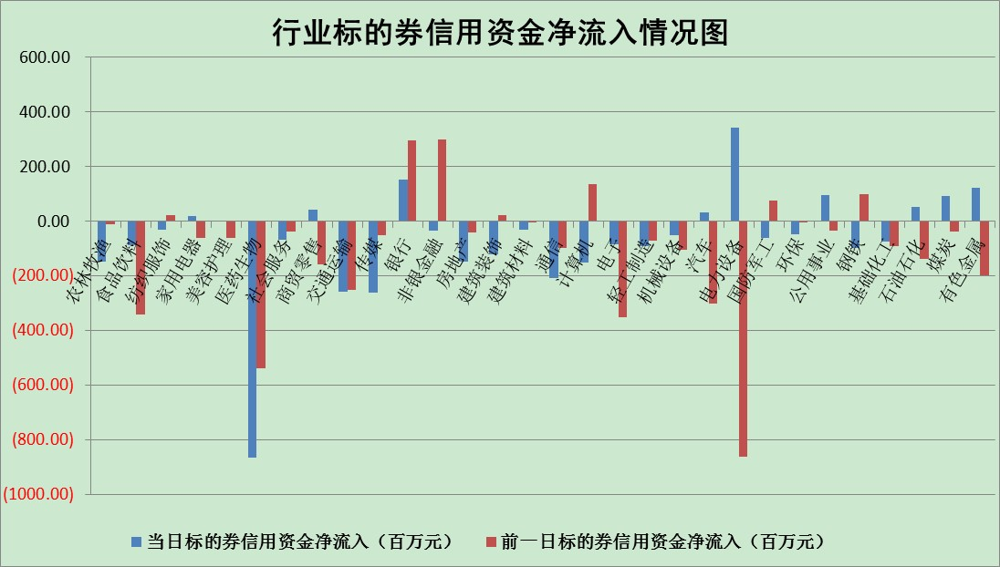 行业标的券信用资金净流入情况图
600.00
400.00
200.00
0.00
(200.00)
(400.00)
(600.00)
(800.00)
(1000.00)
农林牧渔
食品饮料
纺织服饰
家用电器
美容护理
医药生物
社会服务
商贸零售
交通运输
传媒
银行
非银金融
房地产
建筑装饰
建筑材料
通信
计算机
电子
轻工制造
机械设备
汽车
电力设备
国防军工
环保
公用事业
钢铁
基础化工
石油石化
煤炭
有色金属
当日标的券信用资金净流入（百万元） 前一日标的券信用资金净流入（百万元）